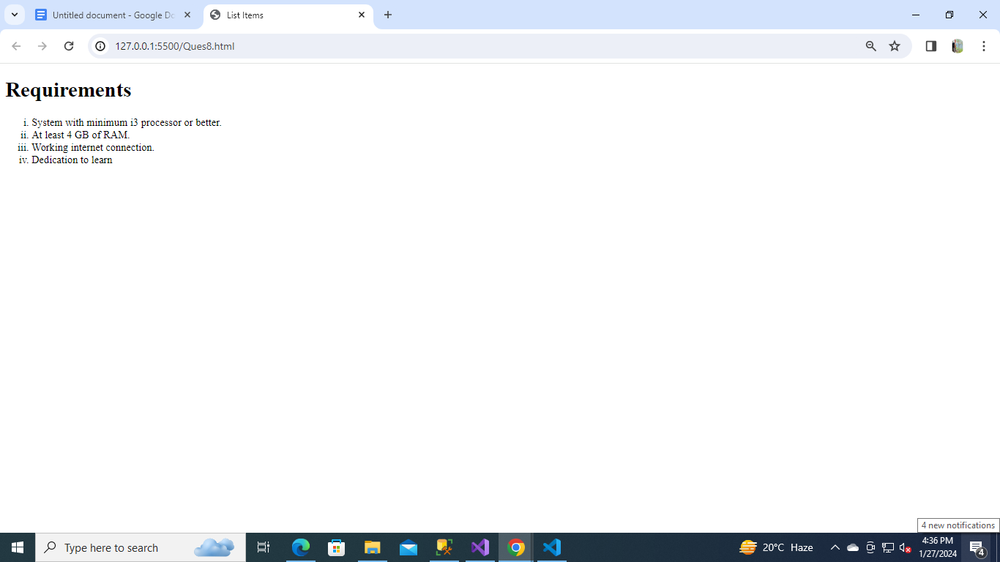 Untitled document - Google Do
List Items
127.0.0.1:5500/Ques8.html
Requirements
i. System with minimum i3 processor or better.
ii. At least 4 GB of RAM.
iii. Working internet connection.
iv. Dedication to learn
4 new notifications
Type here to search
20°C Haze
4:36 PM
1/27/2024
4